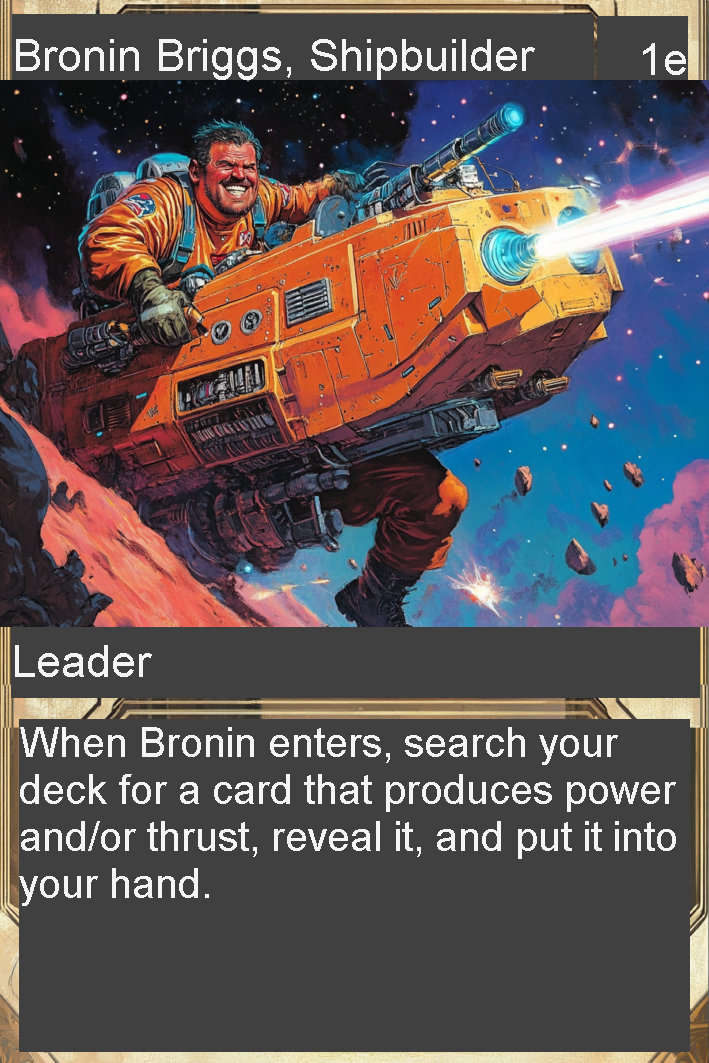 Bronin Briggs, Shipbuilder 1e
Leader
When Bronin enters, search your
deck for a card that produces power
and/or thrust, reveal it, and put it into
your hand.